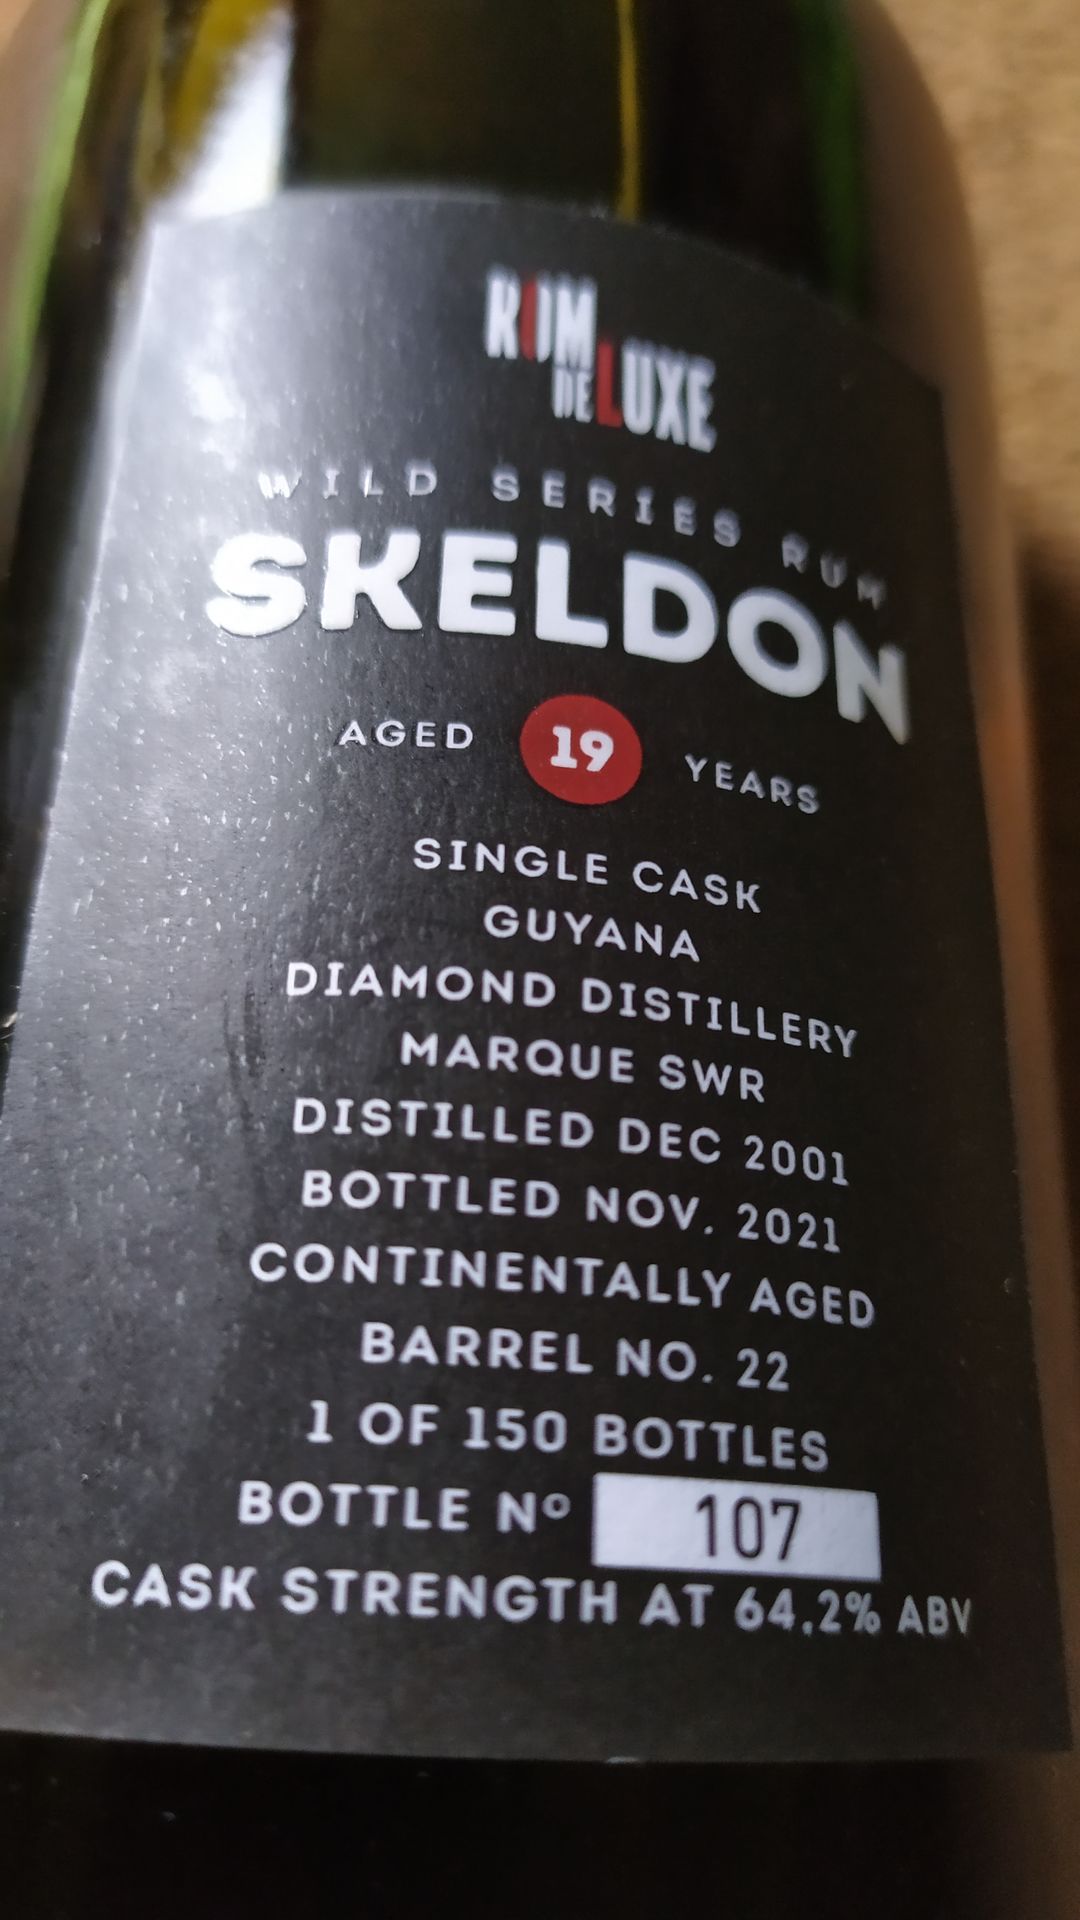 ROM
DE LUXE
WILD SERIES RUM
SKELDON
AGED 19 YEARS
SINGLE CASK
GUYANA
DIAMOND DISTILLERY
MARQUE SWR
DISTILLED DEC 2001
BOTTLED NOV. 2021
CONTINENTALLY AGED
BARREL NO. 22
1 OF 150 BOTTLES
BOTTLE Nº 107
CASK STRENGTH AT 64.2% ABV